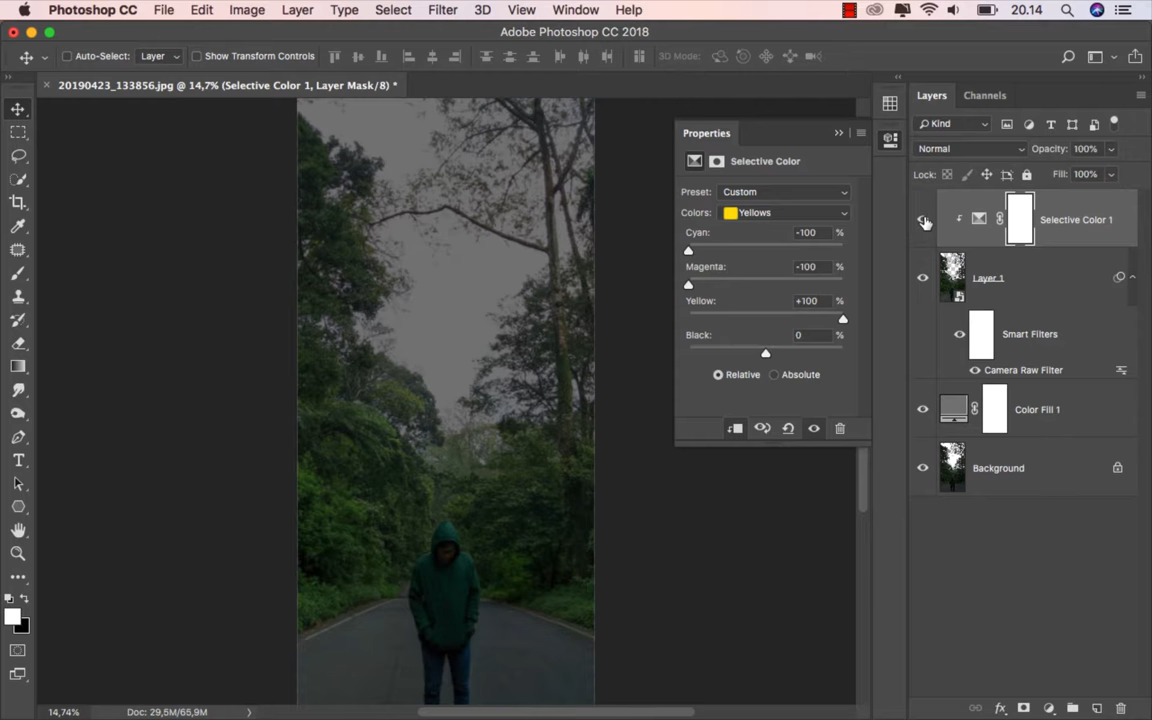 Photoshop CC File Edit Image Layer Type Select Filter 3D View Window Help 20.14
Adobe Photoshop CC 2018
Auto-Select: Layer Show Transform Controls 3D Mode:
20190423_133856.jpg @ 14,7% (Selective Color 1, Layer Mask/8) *
Layers Channels
Kind
Normal Opacity: 100%
Lock: Fill: 100%
Properties
Selective Color
Preset: Custom
Colors: Yellows
Cyan: -100 %
Magenta: -100 %
Yellow: +100 %
Black: 0 %
Relative Absolute
Selective Color 1
Layer 1
Smart Filters
Camera Raw Filter
Color Fill 1
Background
14,74% Doc: 29,5M/65,9M